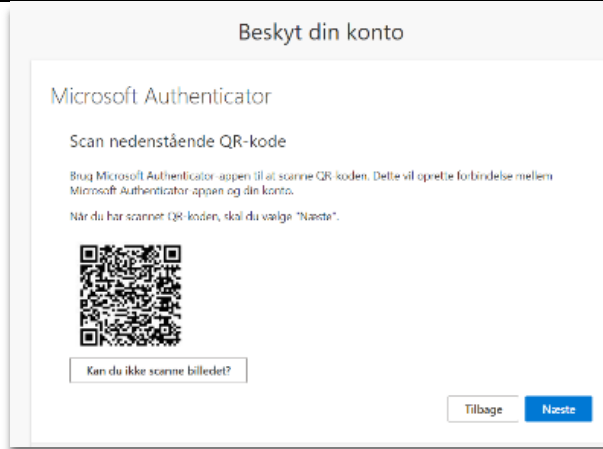 Beskyt din konto
Microsoft Authenticator
Scan nedenstående QR-kode
Brug Microsoft Authenticator-appen til at scanne QR-koden. Dette vil oprette forbindelse mellem
Microsoft Authenticator-appen og din konto.
Når du har scannet QR-koden, skal du vælge "Næste".
Kan du ikke scanne billedet?
Tilbage
Næste